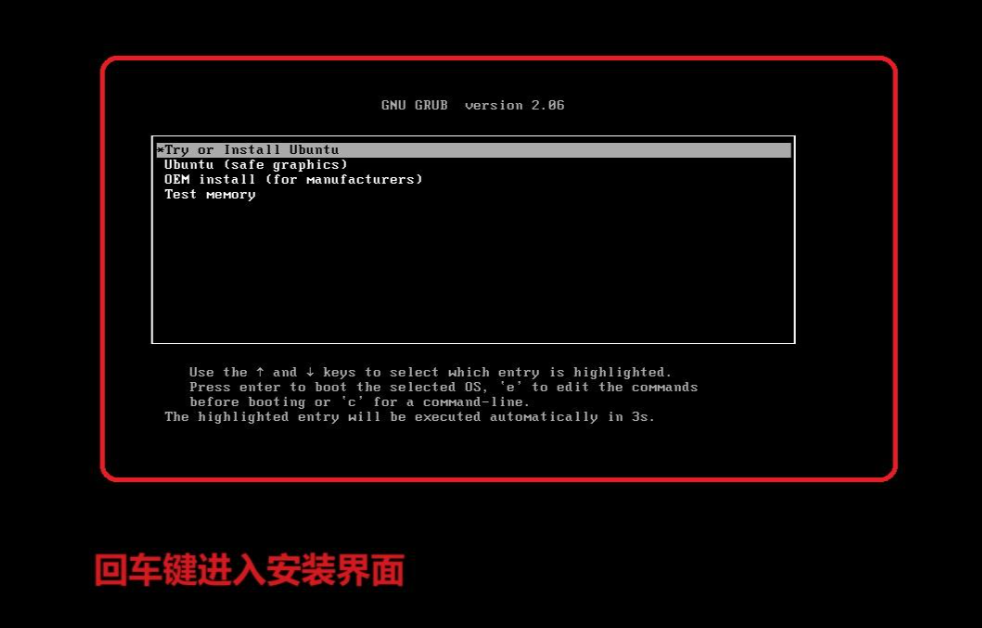 GNU GRUB version 2.06
*Try or Install Ubuntu
Ubuntu (safe graphics)
OEM install (for manufacturers)
Test memory
Use the ↑ and ↓ keys to select which entry is highlighted.
Press enter to boot the selected OS, `e' to edit the commands
before booting or `c' for a command-line.
The highlighted entry will be executed automatically in 3s.
回车键进入安装界面